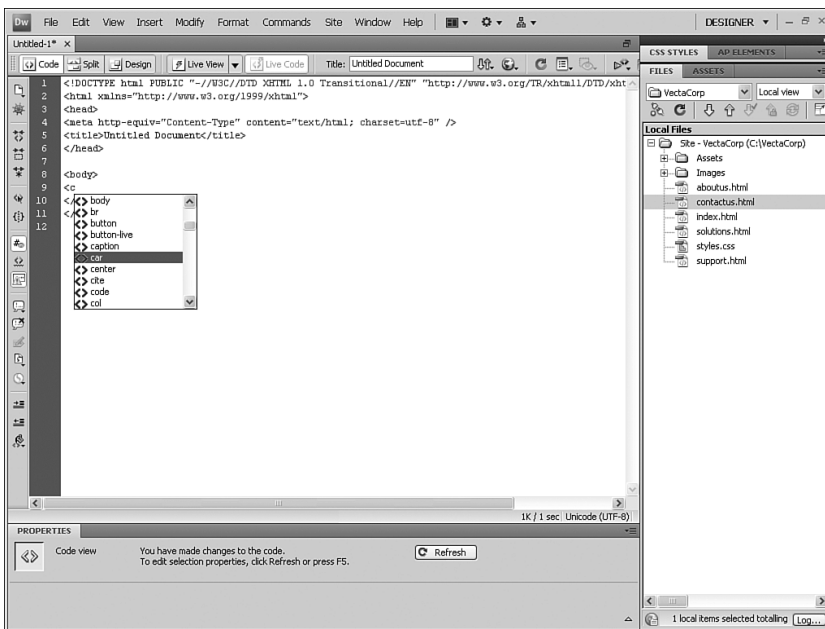 Dw File Edit View Insert Modify Format Commands Site Window Help DESIGNER
Untitled-1* ×
Code Split Design Live View Live Code Title: Untitled Document
1 <!DOCTYPE html PUBLIC "-//W3C//DTD XHTML 1.0 Transitional//EN" "http://www.w3.org/TR/xhtml1/DTD/xht
2 <html xmlns="http://www.w3.org/1999/xhtml">
3 <head>
4 <meta http-equiv="Content-Type" content="text/html; charset=utf-8" />
5 <title>Untitled Document</title>
6 </head>
7
8 <body>
9 <c
10 </
11 </
12
body
br
button
button-live
caption
car
center
cite
code
col
1K / 1 sec Unicode (UTF-8)
PROPERTIES
Code view
You have made changes to the code.
To edit selection properties, click Refresh or press F5.
Refresh
CSS STYLES AP ELEMENTS
FILES ASSETS
VectaCorp Local view
Local Files
Site - VectaCorp (C:\VectaCorp)
Assets
Images
aboutus.html
contactus.html
index.html
solutions.html
styles.css
support.html
1 local items selected totalling Log...